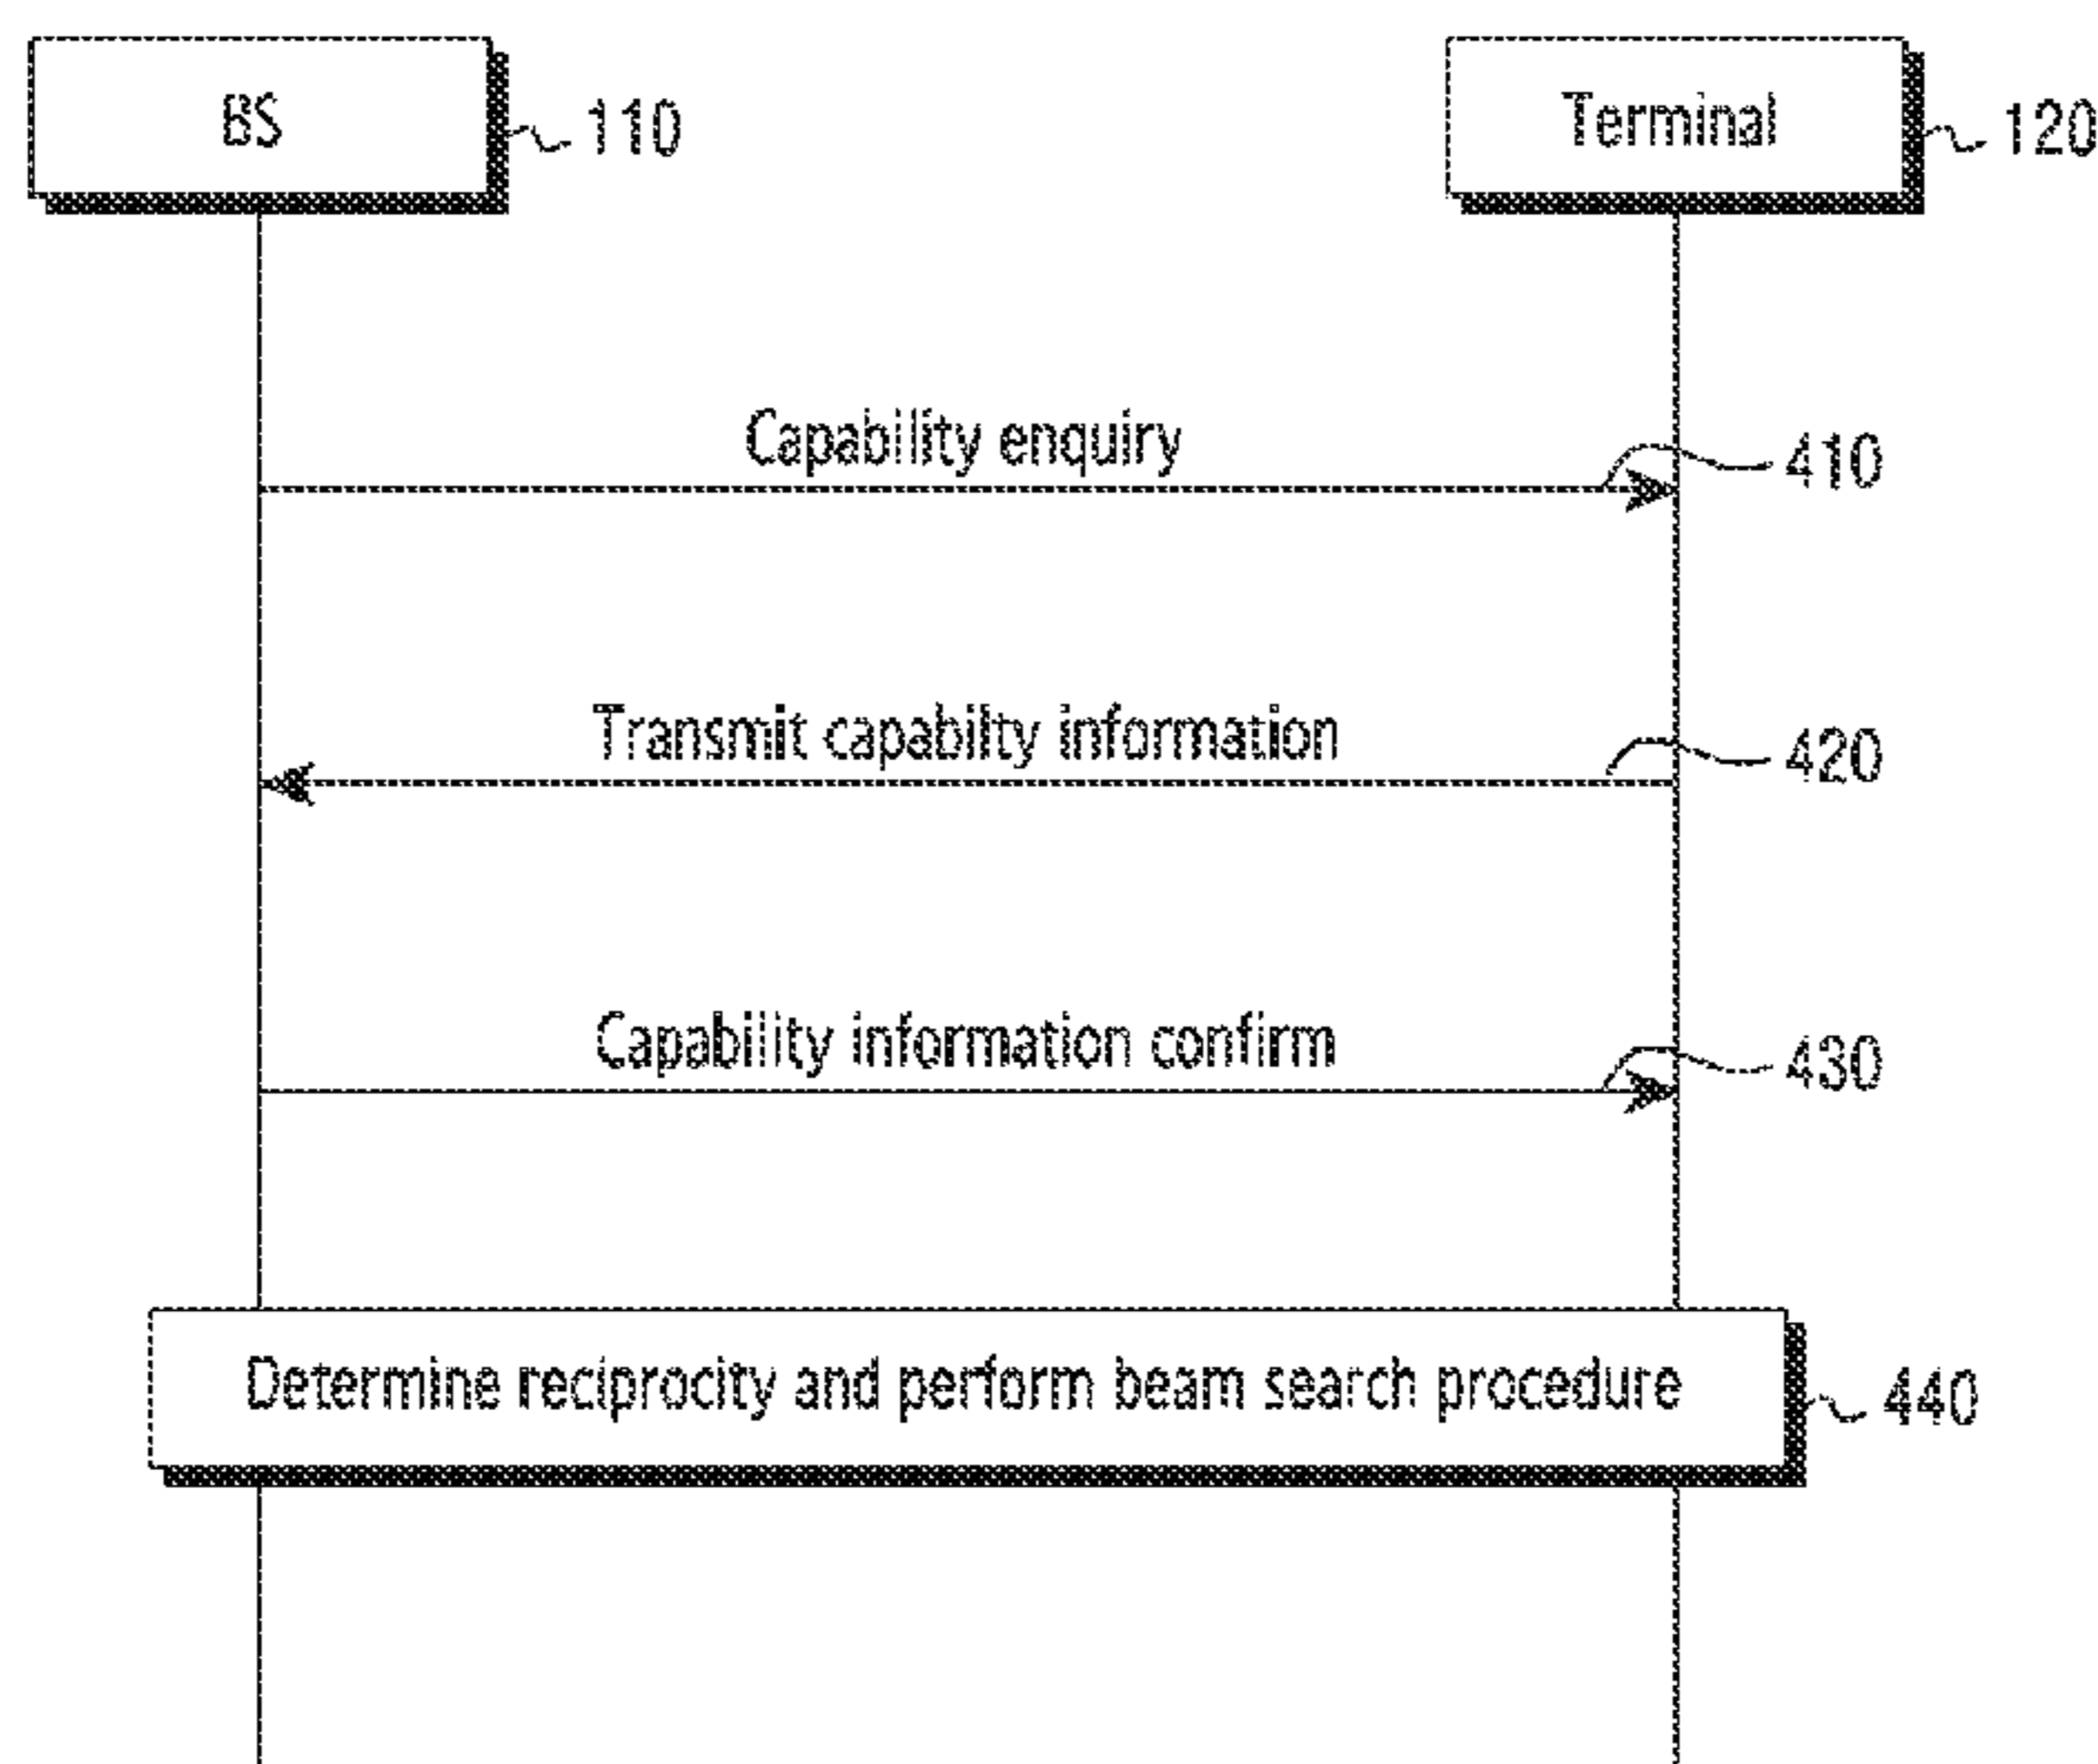 BS
110
Terminal
120
Capability enquiry
410
Transmit capabilty information
420
Capability information confirm
430
Determine reciprocity and perform beam search procedure
440